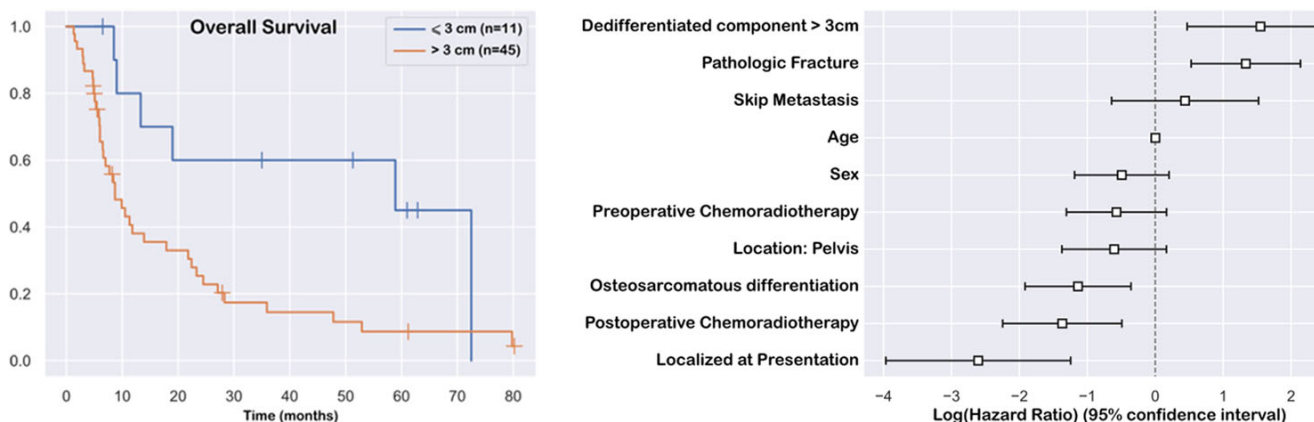 Overall Survival
⩽ 3 cm (n=11)
> 3 cm (n=45)
1.0
0.8
0.6
0.4
0.2
0.0
0 10 20 30 40 50 60 70 80
Time (months)
Dedifferentiated component > 3cm
Pathologic Fracture
Skip Metastasis
Age
Sex
Preoperative Chemoradiotherapy
Location: Pelvis
Osteosarcomatous differentiation
Postoperative Chemoradiotherapy
Localized at Presentation
−4 −3 −2 −1 0 1 2
Log(Hazard Ratio) (95% confidence interval)